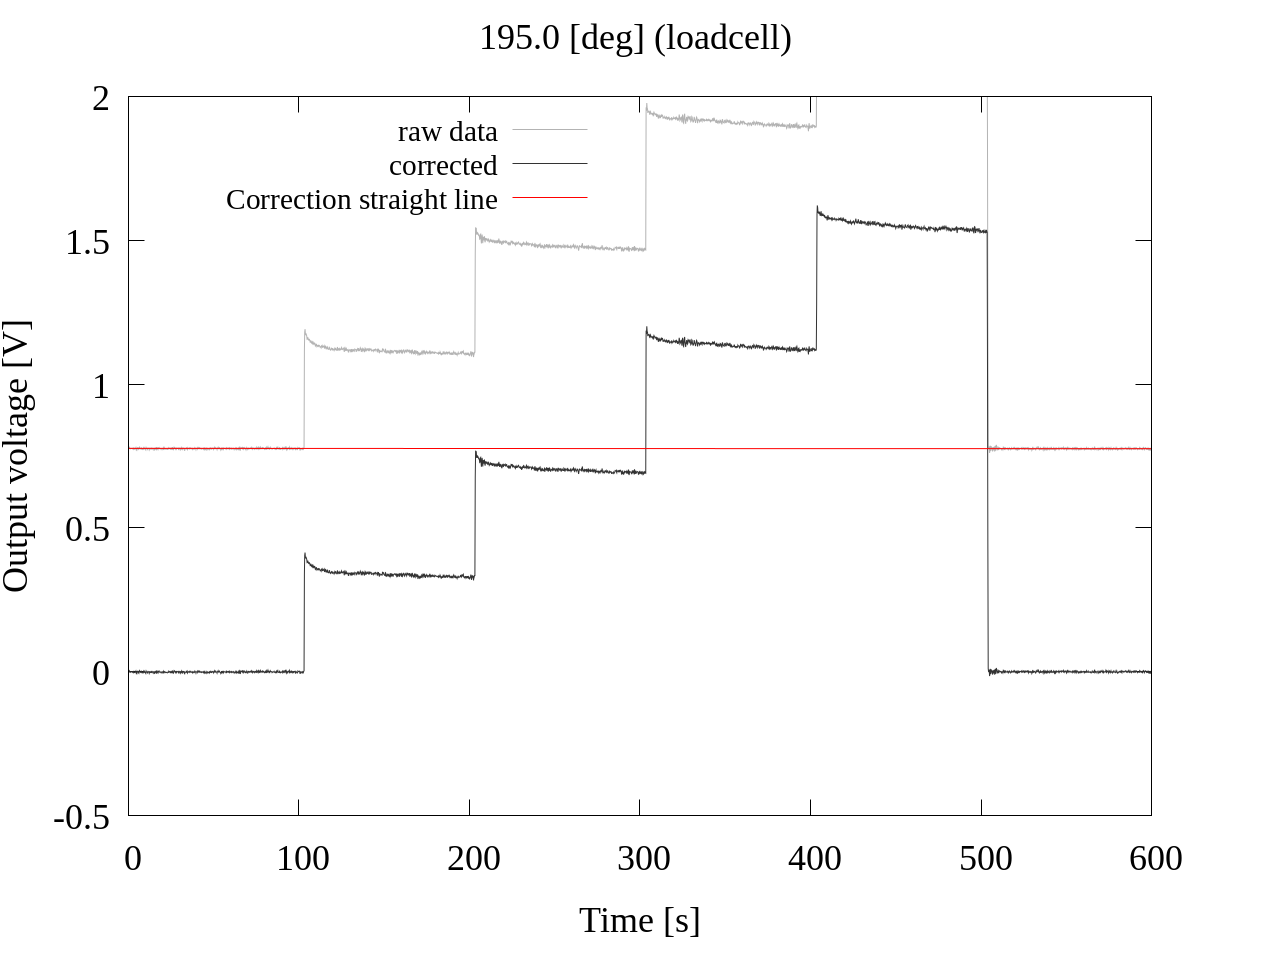 195.0 [deg] (loadcell)
2
1.5
1
0.5
0
-0.5
Output voltage [V]
raw data
corrected
Correction straight line
0 100 200 300 400 500 600
Time [s]